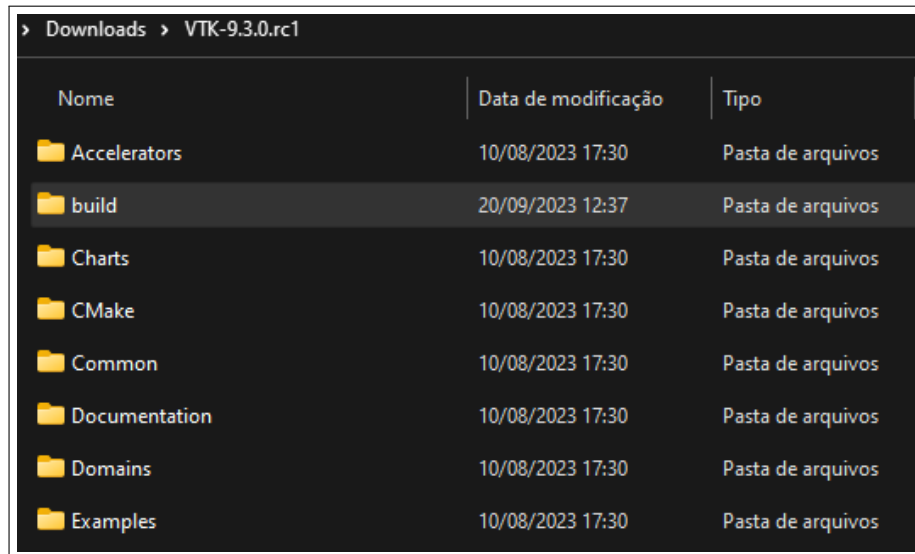 › Downloads › VTK-9.3.0.rc1
Nome Data de modificação Tipo
Accelerators 10/08/2023 17:30 Pasta de arquivos
build 20/09/2023 12:37 Pasta de arquivos
Charts 10/08/2023 17:30 Pasta de arquivos
CMake 10/08/2023 17:30 Pasta de arquivos
Common 10/08/2023 17:30 Pasta de arquivos
Documentation 10/08/2023 17:30 Pasta de arquivos
Domains 10/08/2023 17:30 Pasta de arquivos
Examples 10/08/2023 17:30 Pasta de arquivos